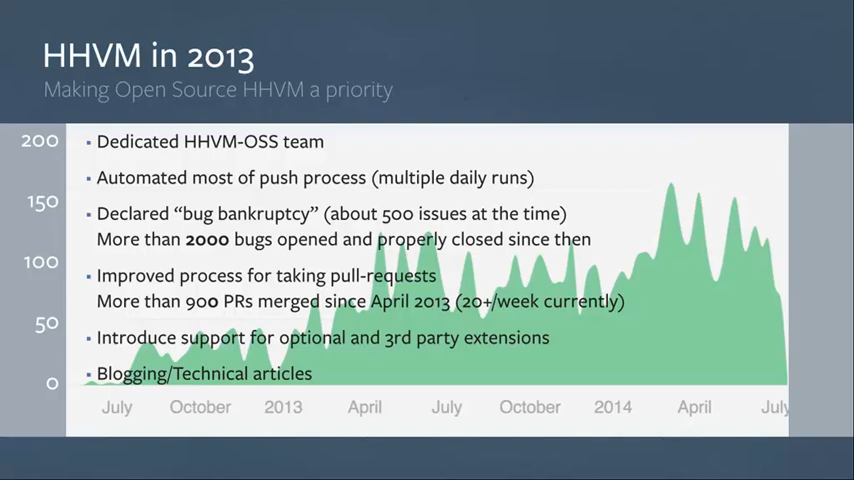 HHVM in 2013
Making Open Source HHVM a priority
200
▪ Dedicated HHVM-OSS team
▪ Automated most of push process (multiple daily runs)
150
▪ Declared “bug bankruptcy” (about 500 issues at the time)
More than 2000 bugs opened and properly closed since then
100
▪ Improved process for taking pull-requests
More than 900 PRs merged since April 2013 (20+/week currently)
50
▪ Introduce support for optional and 3rd party extensions
▪ Blogging/Technical articles
0
July October 2013 April July October 2014 April July